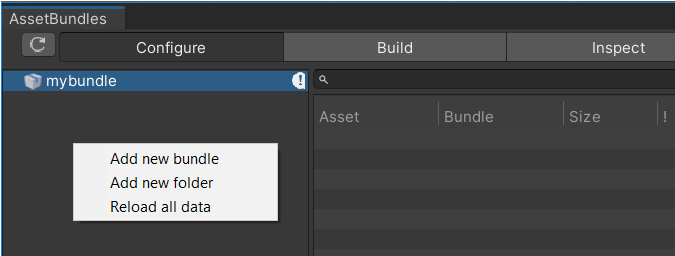 AssetBundles
Configure Build Inspect
mybundle !
Asset Bundle Size !
Add new bundle
Add new folder
Reload all data